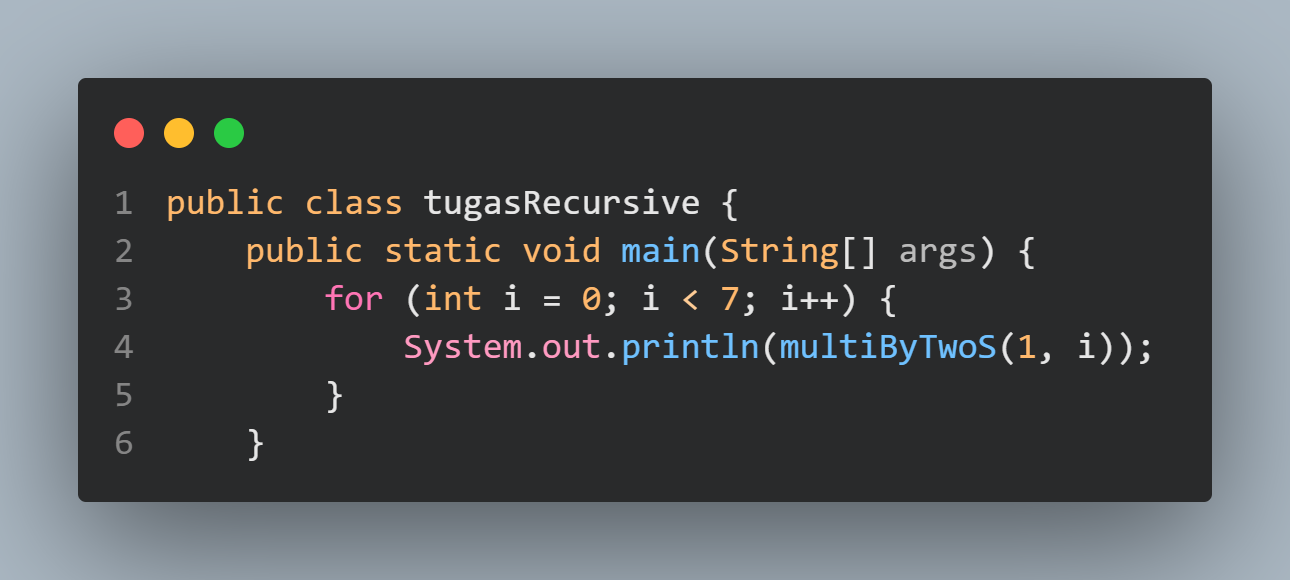 1 public class tugasRecursive {
2     public static void main(String[] args) {
3         for (int i = 0; i < 7; i++) {
4             System.out.println(multiByTwoS(1, i));
5         }
6     }